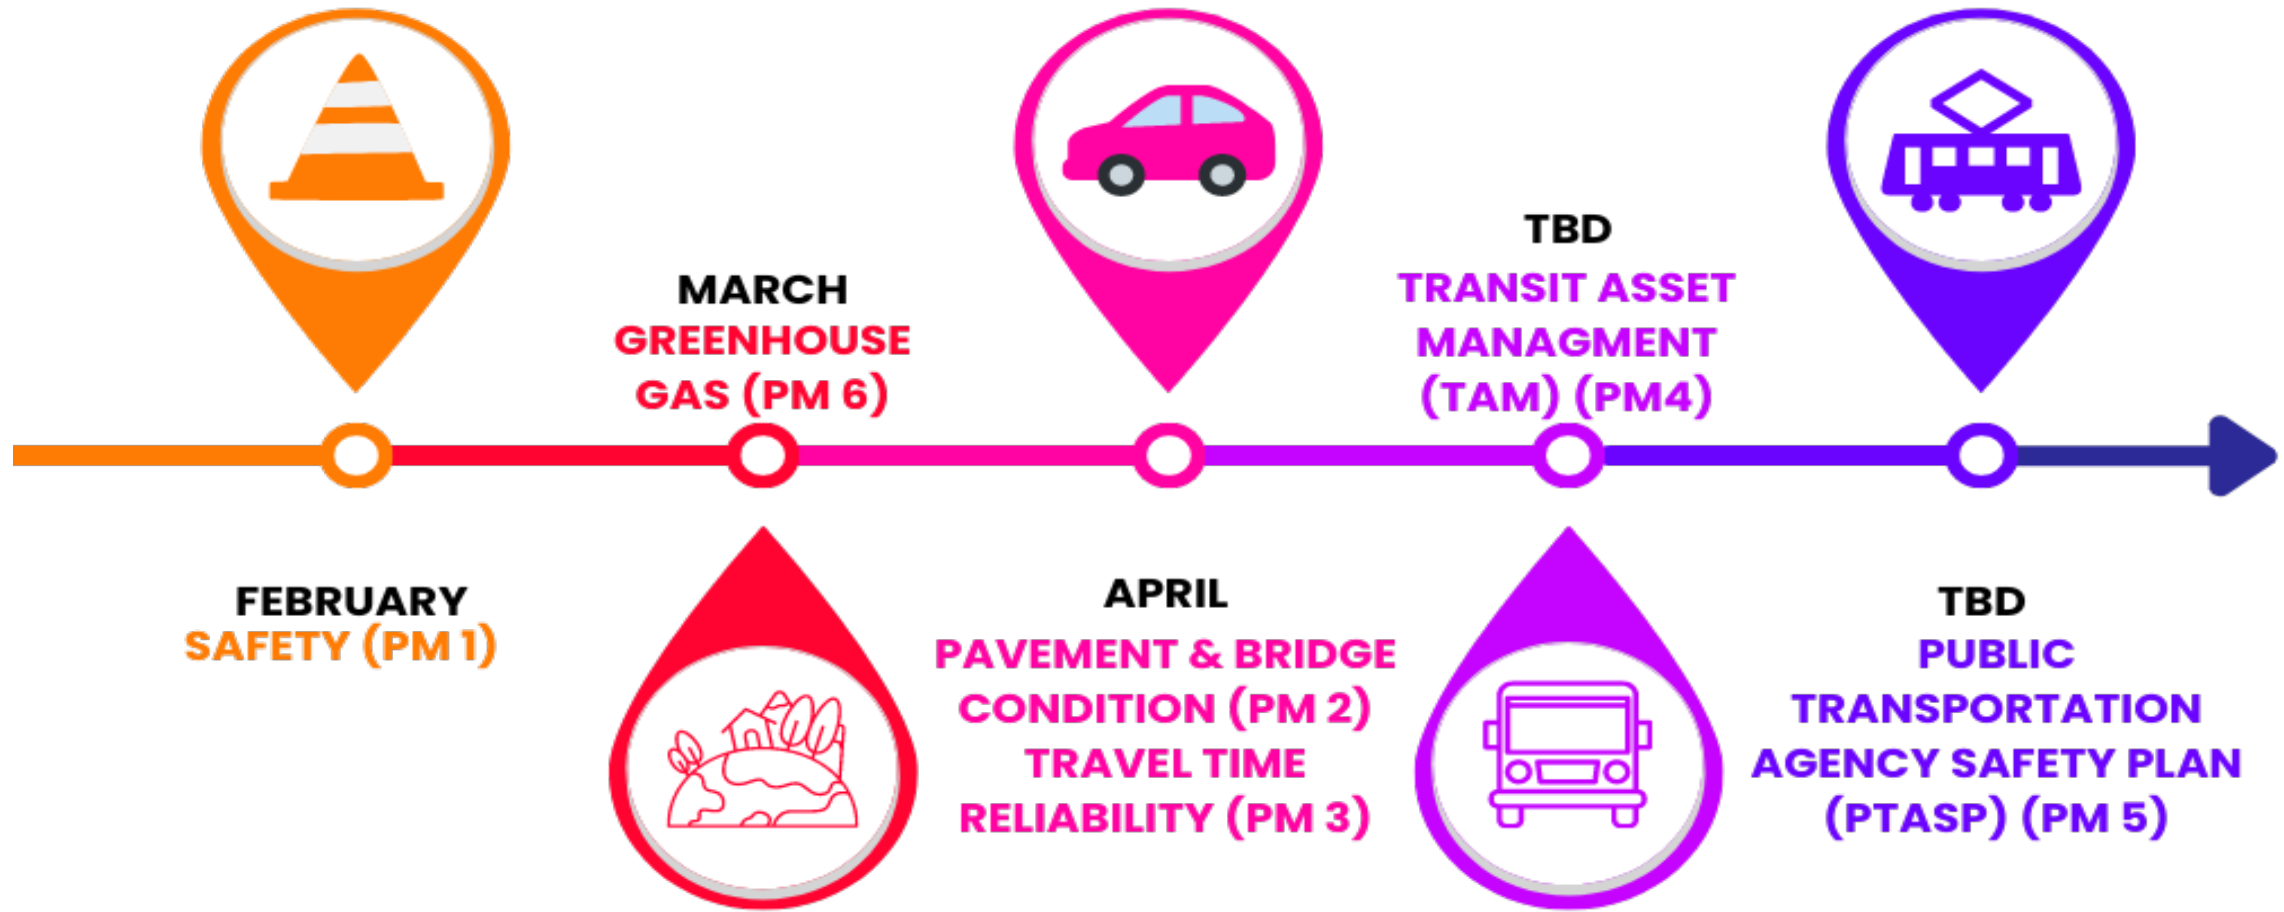 FEBRUARY
SAFETY (PM 1)
MARCH
GREENHOUSE
GAS (PM 6)
APRIL
PAVEMENT & BRIDGE
CONDITION (PM 2)
TRAVEL TIME
RELIABILITY (PM 3)
TBD
TRANSIT ASSET
MANAGMENT
(TAM) (PM4)
TBD
PUBLIC
TRANSPORTATION
AGENCY SAFETY PLAN
(PTASP) (PM 5)